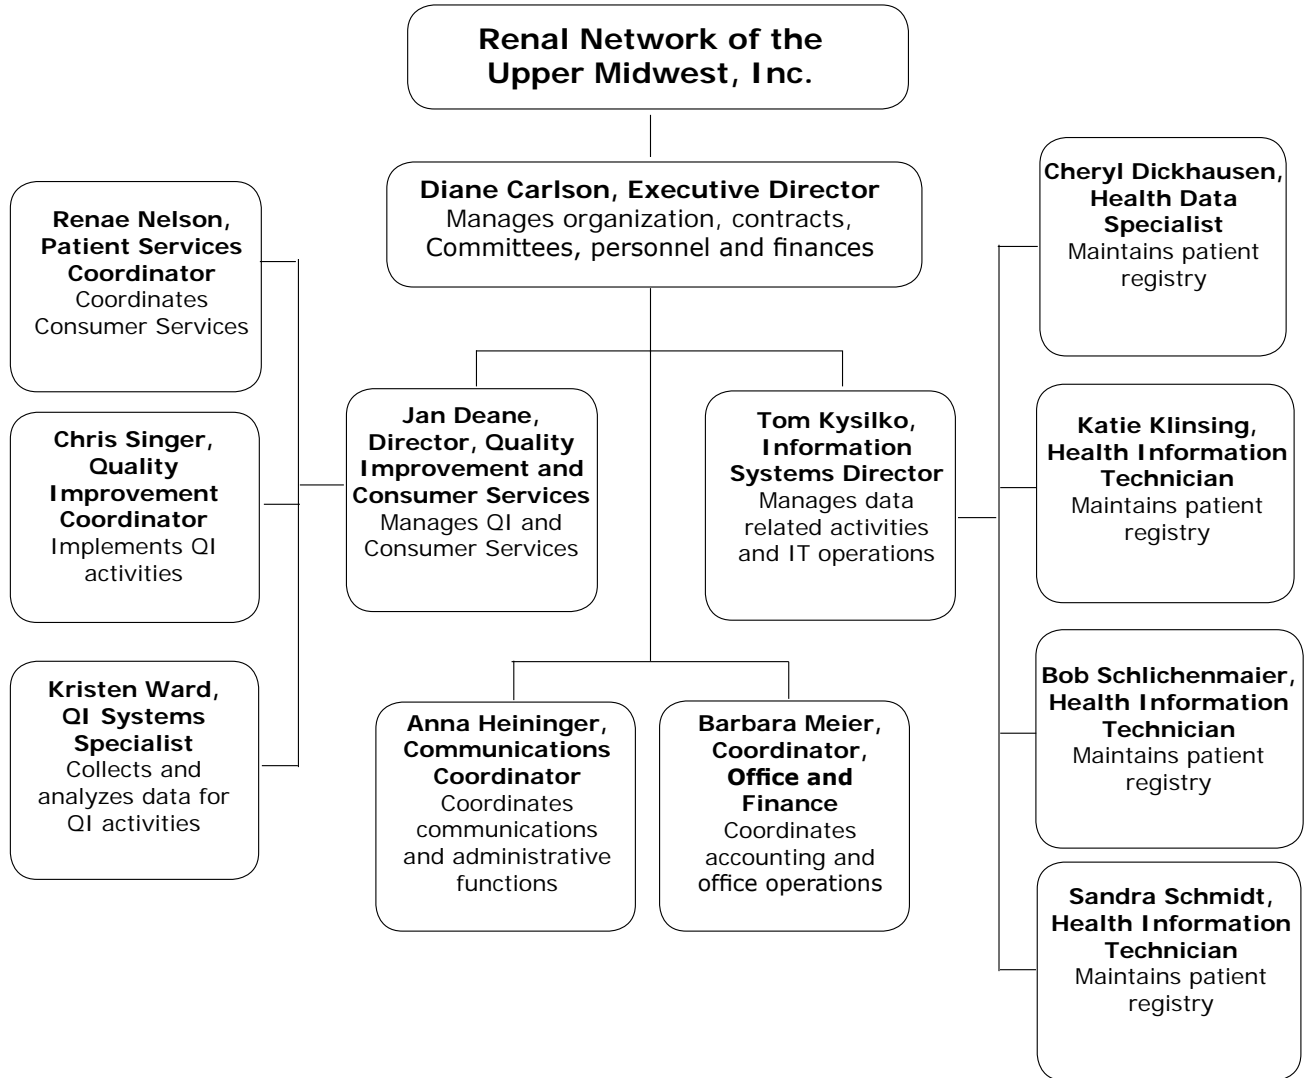 Renal Network of the
Upper Midwest, Inc.
Diane Carlson, Executive Director
Manages organization, contracts,
Committees, personnel and finances
Renae Nelson,
Patient Services
Coordinator
Coordinates
Consumer Services
Chris Singer,
Quality
Improvement
Coordinator
Implements QI
activities
Kristen Ward,
QI Systems
Specialist
Collects and
analyzes data for
QI activities
Jan Deane,
Director, Quality
Improvement and
Consumer Services
Manages QI and
Consumer Services
Tom Kysilko,
Information
Systems Director
Manages data
related activities
and IT operations
Anna Heininger,
Communications
Coordinator
Coordinates
communications
and administrative
functions
Barbara Meier,
Coordinator,
Office and
Finance
Coordinates
accounting and
office operations
Cheryl Dickhausen,
Health Data
Specialist
Maintains patient
registry
Katie Klinsing,
Health Information
Technician
Maintains patient
registry
Bob Schlichenmaier,
Health Information
Technician
Maintains patient
registry
Sandra Schmidt,
Health Information
Technician
Maintains patient
registry